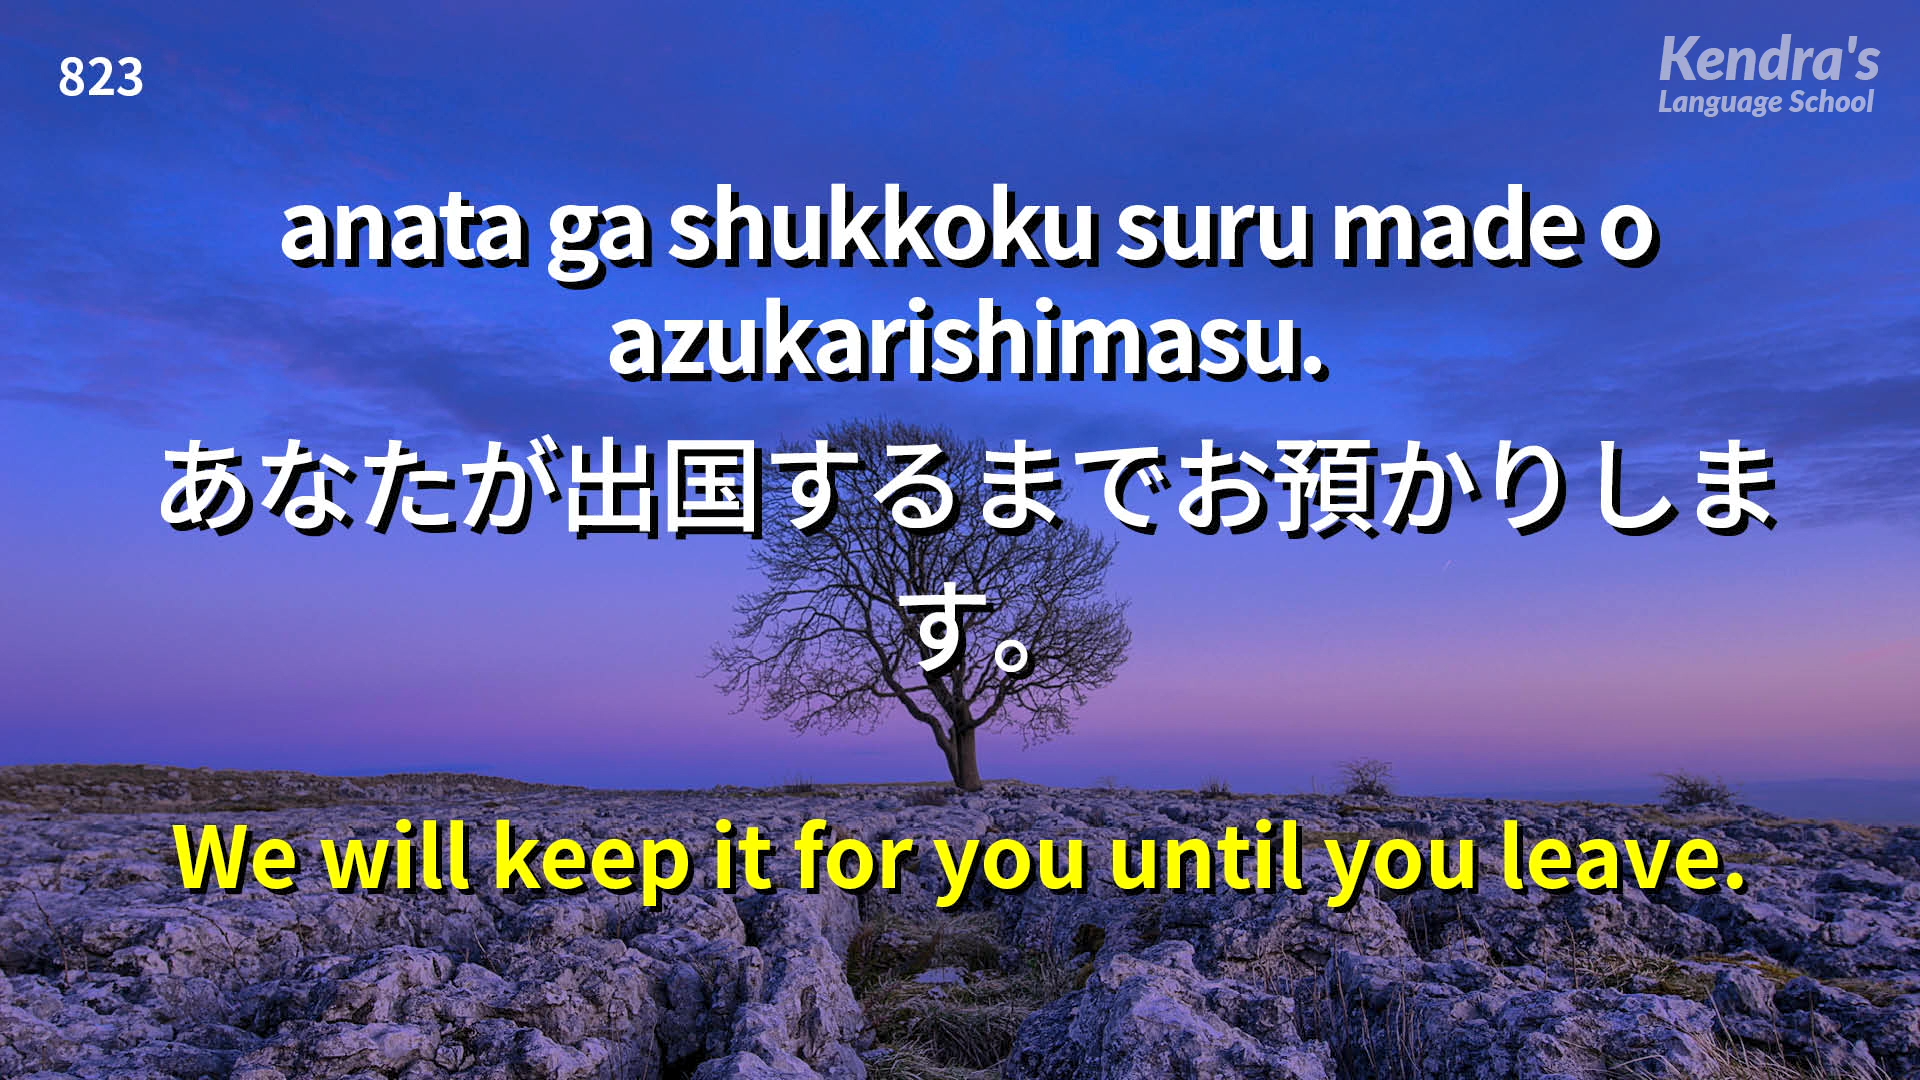 823
Kendra's
Language School
anata ga shukkoku suru made o
azukarishimasu.
あなたが出国するまでお預かりしま
す。
We will keep it for you until you leave.